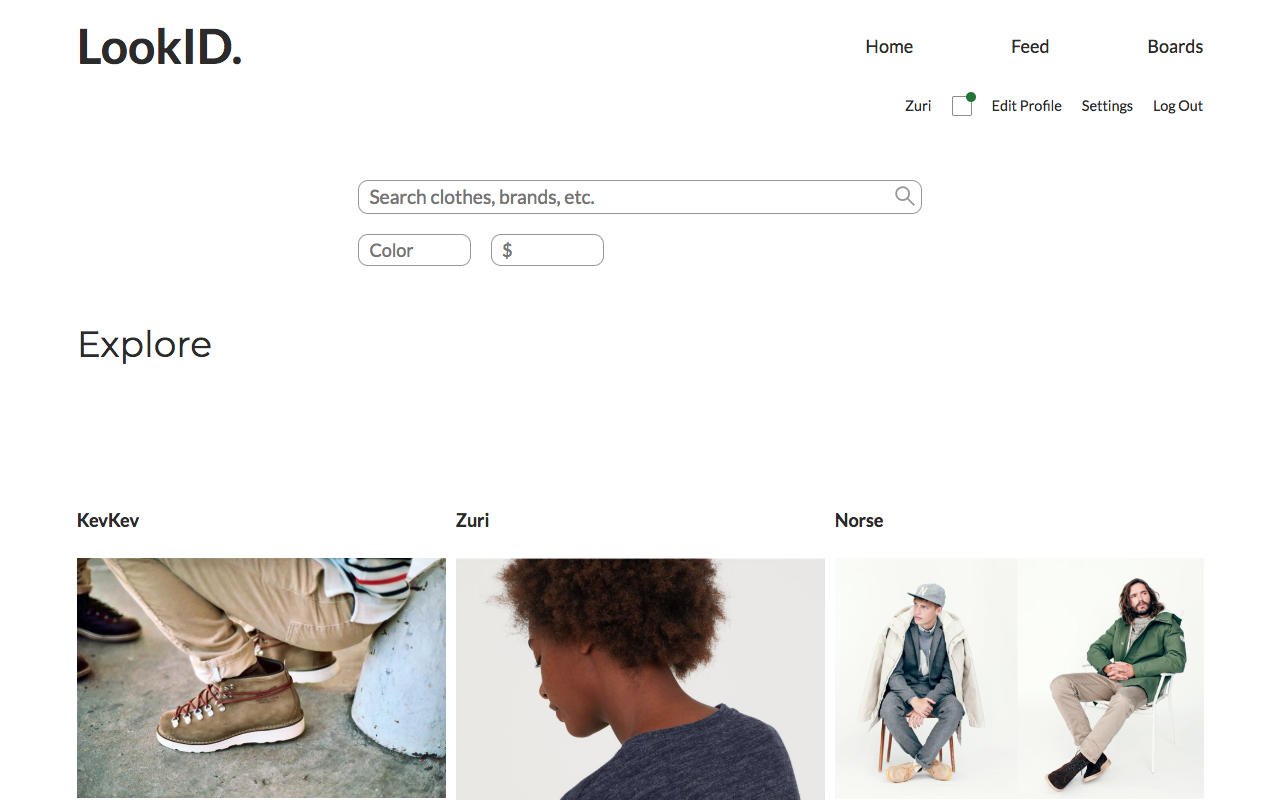 LookID.
Home Feed Boards
Zuri Edit Profile Settings Log Out
Search clothes, brands, etc.
Color $
Explore
KevKev Zuri Norse